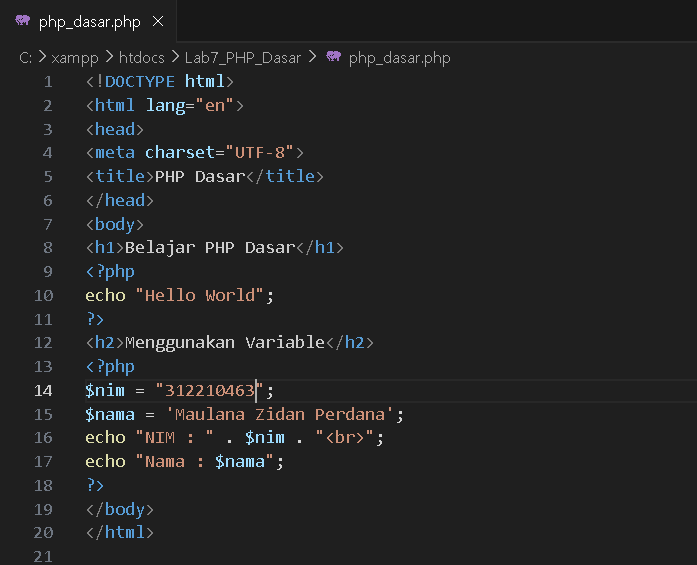 php_dasar.php ×
C: > xampp > htdocs > Lab7_PHP_Dasar > php_dasar.php
1 <!DOCTYPE html>
2 <html lang="en">
3 <head>
4 <meta charset="UTF-8">
5 <title>PHP Dasar</title>
6 </head>
7 <body>
8 <h1>Belajar PHP Dasar</h1>
9 <?php
10 echo "Hello World";
11 ?>
12 <h2>Menggunakan Variable</h2>
13 <?php
14 $nim = "312210463";
15 $nama = 'Maulana Zidan Perdana';
16 echo "NIM : " . $nim . "<br>";
17 echo "Nama : $nama";
18 ?>
19 </body>
20 </html>
21